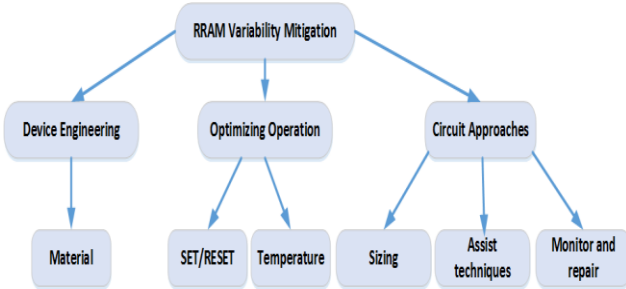 RRAM Variability Mitigation
Device Engineering
Optimizing Operation
Circuit Approaches
Material
SET/RESET
Temperature
Sizing
Assist
techniques
Monitor and
repair